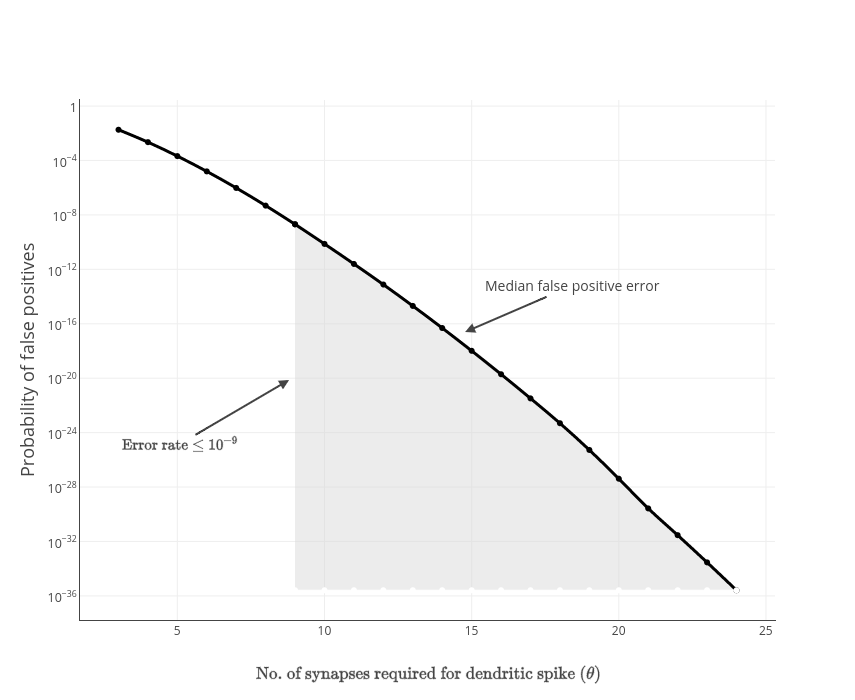 1
10⁻⁴
10⁻⁸
10⁻¹²
10⁻¹⁶
10⁻²⁰
10⁻²⁴
10⁻²⁸
10⁻³²
10⁻³⁶
Probability of false positives
Median false positive error
Error rate ≤ 10⁻⁹
5 10 15 20 25
No. of synapses required for dendritic spike (θ)